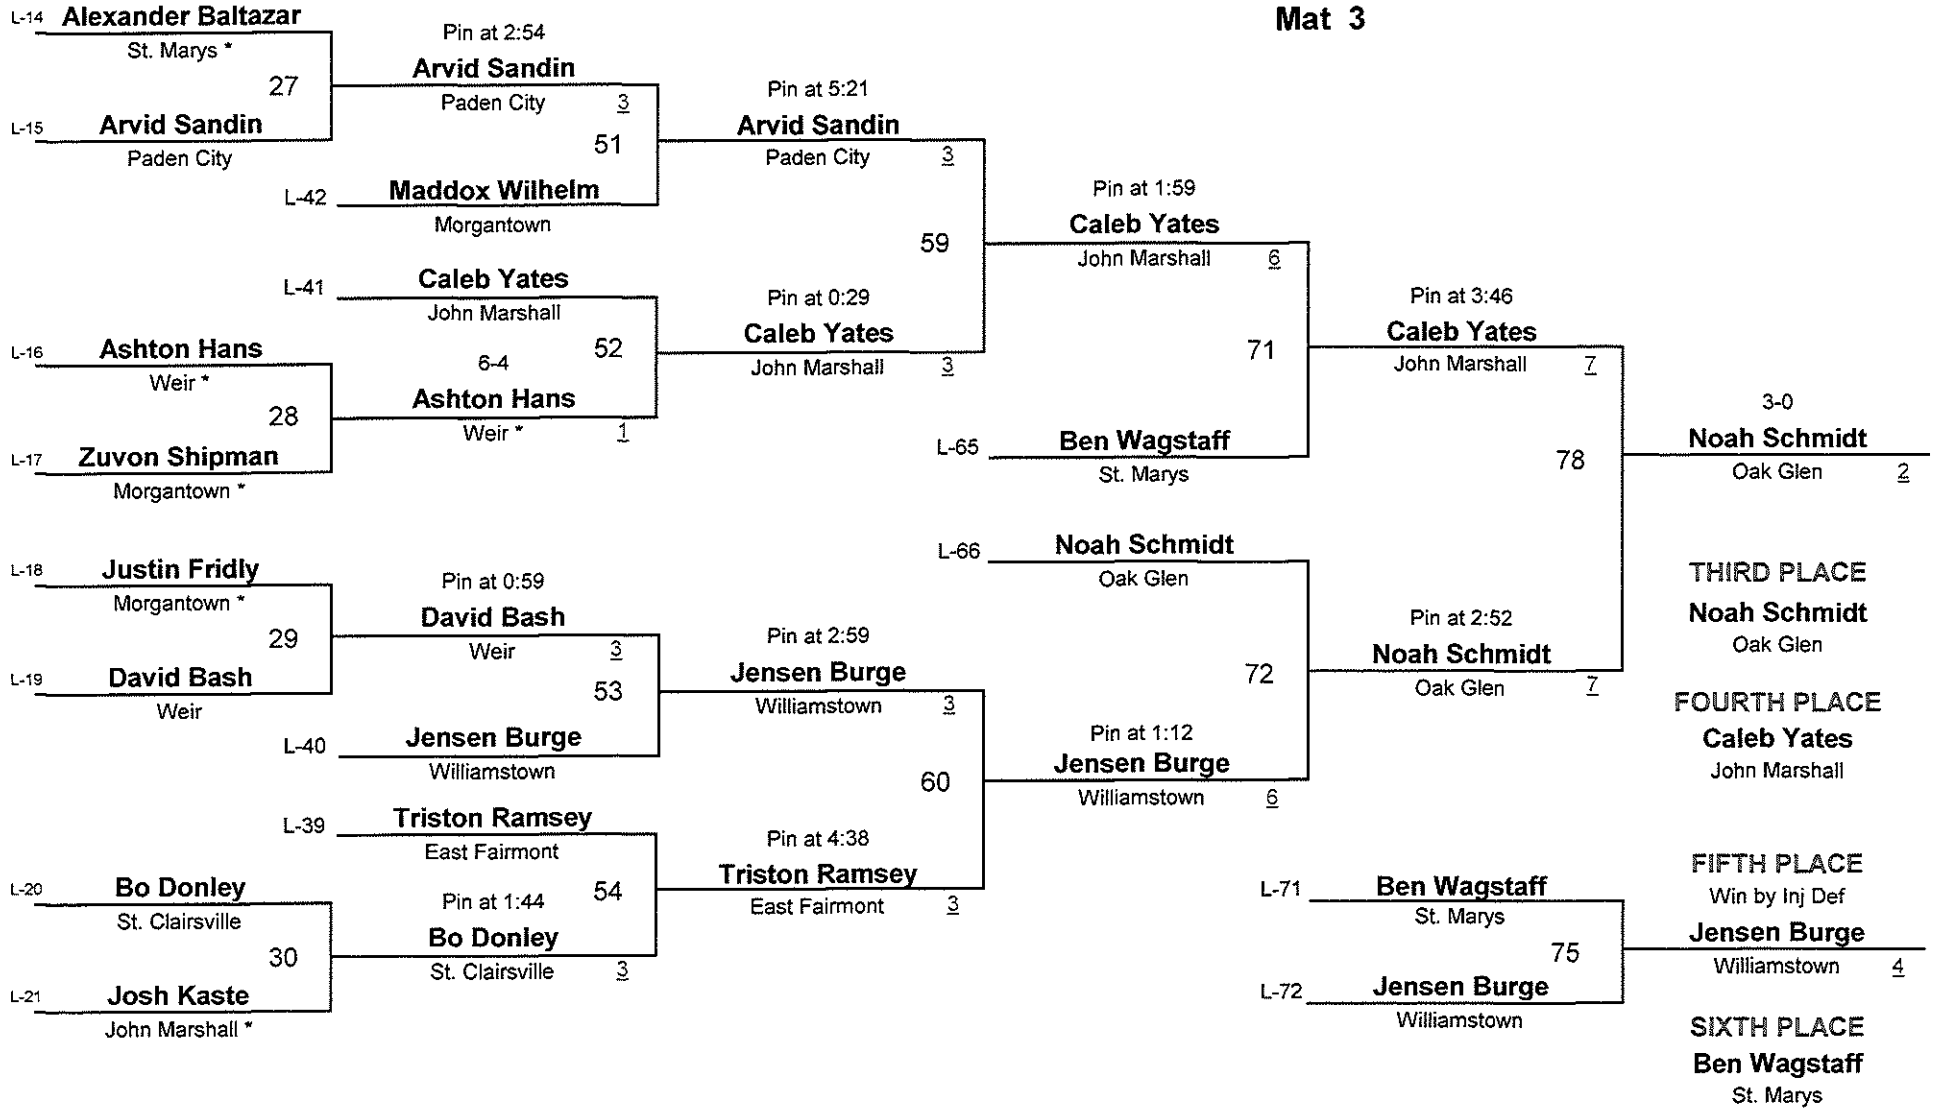 Mat 3
L-14 Alexander Baltazar
St. Marys *
27
L-15 Arvid Sandin
Paden City
Pin at 2:54
Arvid Sandin
Paden City 3
51
L-42 Maddox Wilhelm
Morgantown
Pin at 5:21
Arvid Sandin
Paden City 3
59
L-41 Caleb Yates
John Marshall
52
L-16 Ashton Hans
Weir *
28
L-17 Zuvon Shipman
Morgantown *
6-4
Ashton Hans
Weir * 1
Pin at 0:29
Caleb Yates
John Marshall 3
Pin at 1:59
Caleb Yates
John Marshall 6
71
L-65 Ben Wagstaff
St. Marys
Pin at 3:46
Caleb Yates
John Marshall 7
78
3-0
Noah Schmidt
Oak Glen 2
L-18 Justin Fridly
Morgantown *
29
L-19 David Bash
Weir
Pin at 0:59
David Bash
Weir 3
53
L-40 Jensen Burge
Williamstown
Pin at 2:59
Jensen Burge
Williamstown 3
60
L-39 Triston Ramsey
East Fairmont
54
L-20 Bo Donley
St. Clairsville
30
L-21 Josh Kaste
John Marshall *
Pin at 1:44
Bo Donley
St. Clairsville 3
Pin at 4:38
Triston Ramsey
East Fairmont 3
L-66 Noah Schmidt
Oak Glen
72
Pin at 1:12
Jensen Burge
Williamstown 6
Pin at 2:52
Noah Schmidt
Oak Glen 7
THIRD PLACE
Noah Schmidt
Oak Glen
FOURTH PLACE
Caleb Yates
John Marshall
L-71 Ben Wagstaff
St. Marys
75
L-72 Jensen Burge
Williamstown
FIFTH PLACE
Win by Inj Def
Jensen Burge
Williamstown 4
SIXTH PLACE
Ben Wagstaff
St. Marys